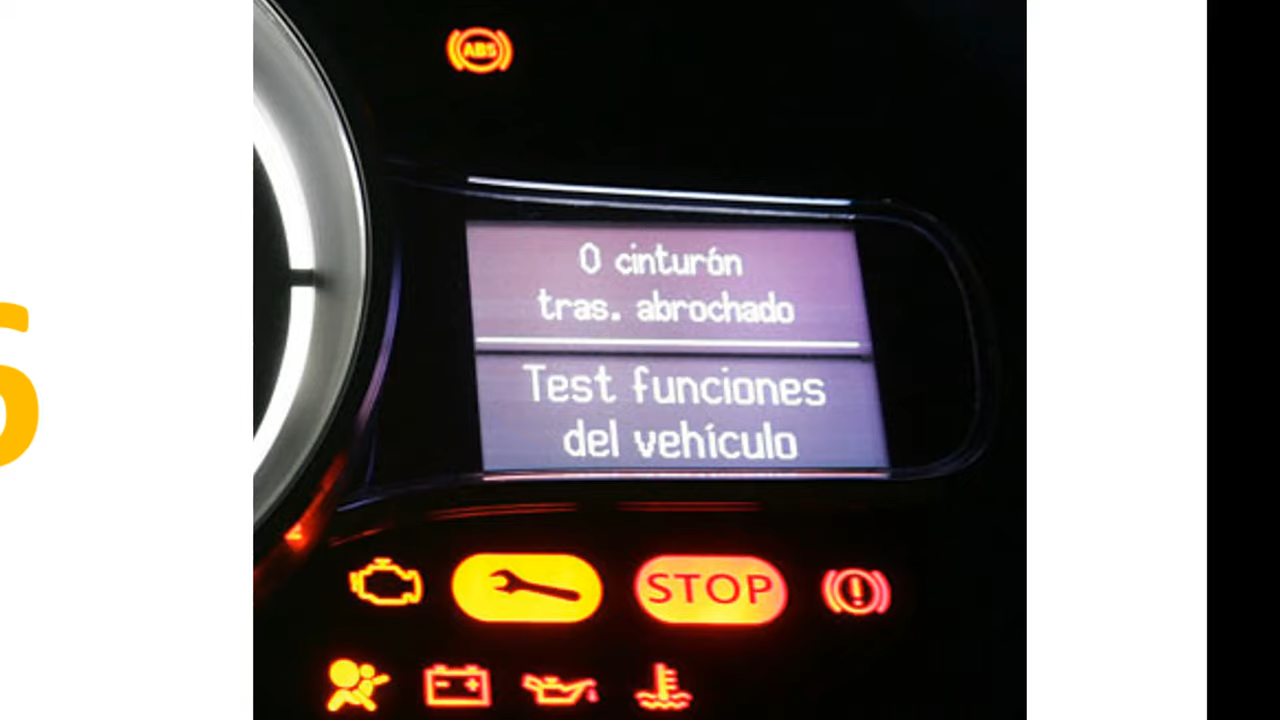 ABS
0 cinturón
tras. abrochado
Test funciones
del vehículo
STOP